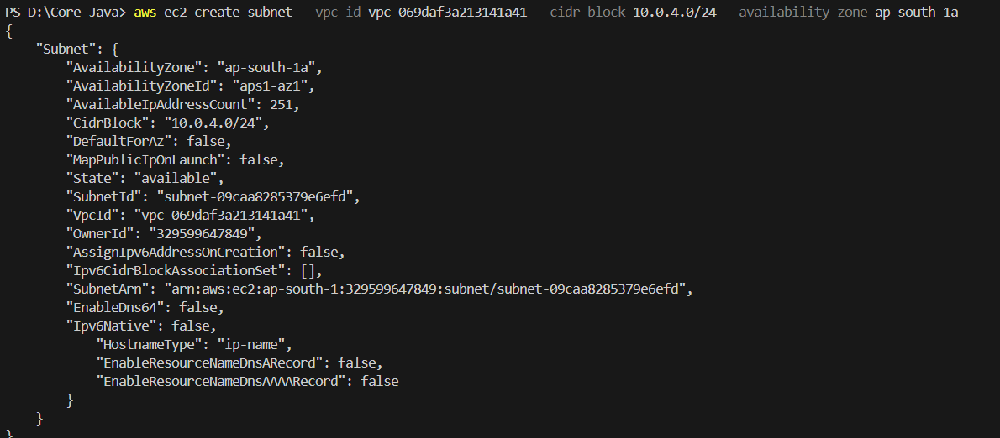 PS D:\Core Java> aws ec2 create-subnet --vpc-id vpc-069daf3a213141a41 --cidr-block 10.0.4.0/24 --availability-zone ap-south-1a
{
    "Subnet": {
        "AvailabilityZone": "ap-south-1a",
        "AvailabilityZoneId": "aps1-az1",
        "AvailableIpAddressCount": 251,
        "CidrBlock": "10.0.4.0/24",
        "DefaultForAz": false,
        "MapPublicIpOnLaunch": false,
        "State": "available",
        "SubnetId": "subnet-09caa8285379e6efd",
        "VpcId": "vpc-069daf3a213141a41",
        "OwnerId": "329599647849",
        "AssignIpv6AddressOnCreation": false,
        "Ipv6CidrBlockAssociationSet": [],
        "SubnetArn": "arn:aws:ec2:ap-south-1:329599647849:subnet/subnet-09caa8285379e6efd",
        "EnableDns64": false,
        "Ipv6Native": false,
            "HostnameType": "ip-name",
            "EnableResourceNameDnsARecord": false,
            "EnableResourceNameDnsAAAARecord": false
        }
    }
}